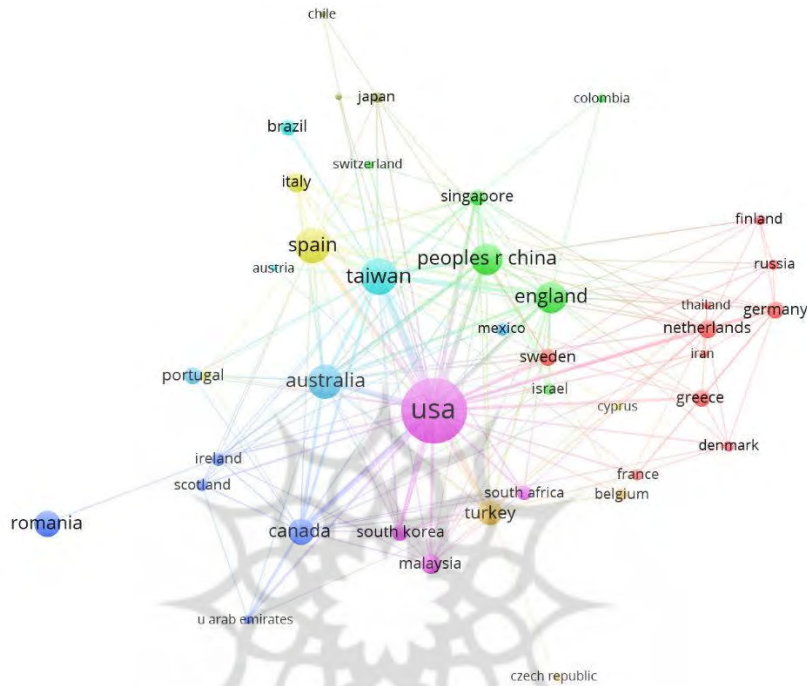 chile
japan
colombia
brazil
switzerland
italy
singapore
finland
spain
peoples r china
russia
austria
taiwan
england
thailand
germany
mexico
netherlands
sweden
iran
portugal
australia
israel
usa
cyprus
greece
denmark
ireland
scotland
france
south africa
belgium
romania
canada
south korea
turkey
malaysia
u arab emirates
czech republic